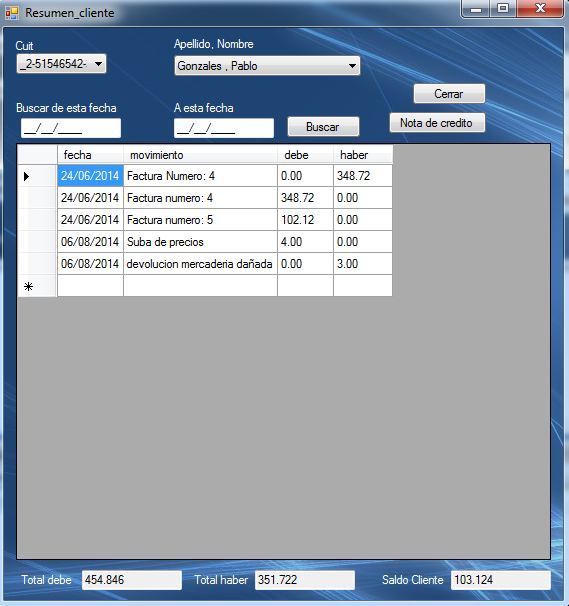 Resumen_cliente
Cuit
Apellido, Nombre
_2-51546542-
Gonzales , Pablo
Cerrar
Buscar de esta fecha
A esta fecha
__/__/____
__/__/____
Buscar
Nota de credito
fecha movimiento debe haber
24/06/2014 Factura Numero: 4 0.00 348.72
24/06/2014 Factura numero: 4 348.72 0.00
24/06/2014 Factura numero: 5 102.12 0.00
06/08/2014 Suba de precios 4.00 0.00
06/08/2014 devolucion mercaderia dañada 0.00 3.00
Total debe 454.846 Total haber 351.722 Saldo Cliente 103.124